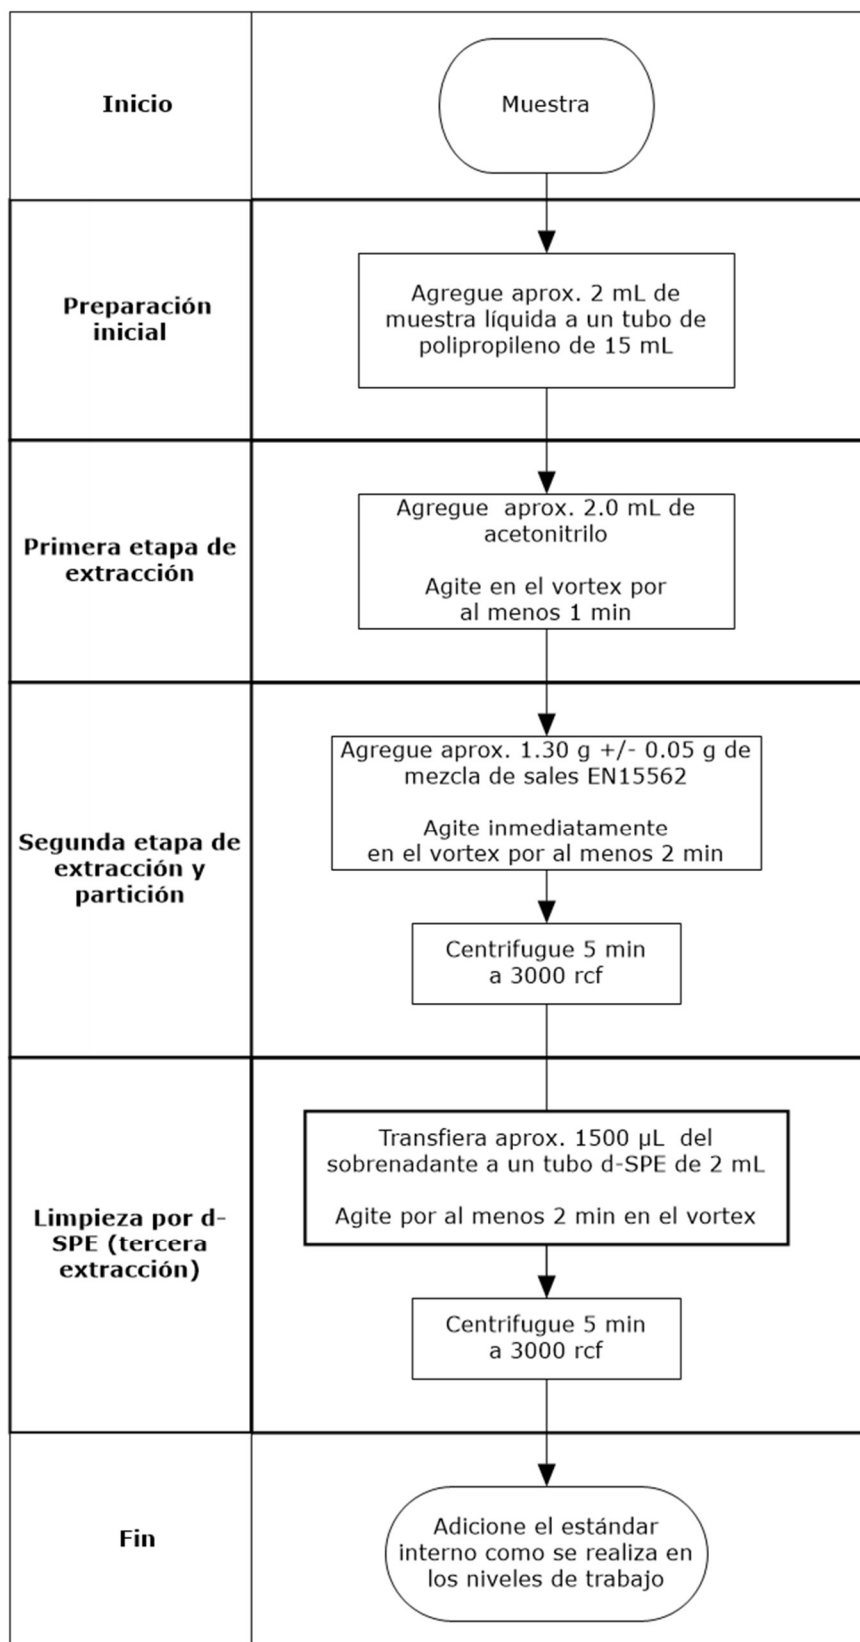 Inicio
Muestra
Preparación
inicial
Agregue aprox. 2 mL de
muestra líquida a un tubo de
polipropileno de 15 mL
Primera etapa de
extracción
Agregue aprox. 2.0 mL de
acetonitrilo
Agite en el vortex por
al menos 1 min
Segunda etapa de
extracción y
partición
Agregue aprox. 1.30 g +/- 0.05 g de
mezcla de sales EN15562
Agite inmediatamente
en el vortex por al menos 2 min
Centrifugue 5 min
a 3000 rcf
Limpieza por d-
SPE (tercera
extracción)
Transfiera aprox. 1500 µL del
sobrenadante a un tubo d-SPE de 2 mL
Agite por al menos 2 min en el vortex
Centrifugue 5 min
a 3000 rcf
Fin
Adicione el estándar
interno como se realiza en
los niveles de trabajo